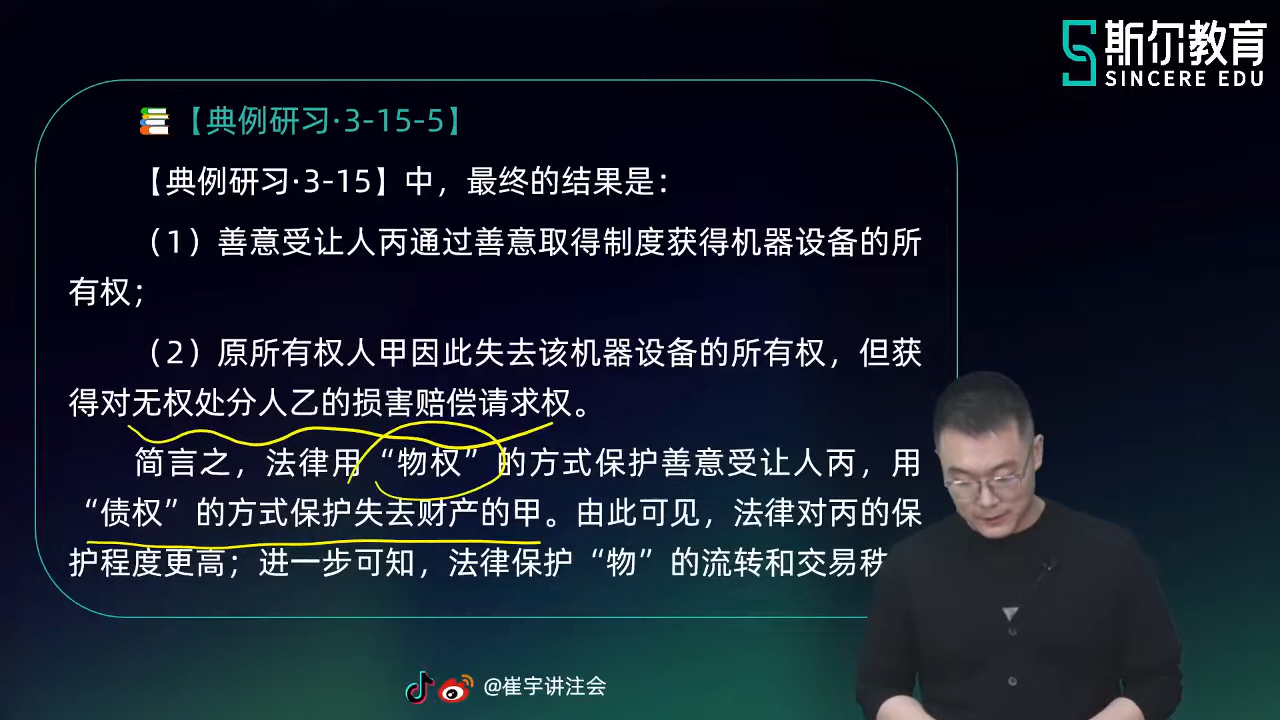 斯尔教育
SINCERE EDU
【典例研习·3-15-5】
【典例研习·3-15】中，最终的结果是：
（1）善意受让人丙通过善意取得制度获得机器设备的所
有权；
（2）原所有权人甲因此失去该机器设备的所有权，但获
得对无权处分人乙的损害赔偿请求权。
简言之，法律用“物权”的方式保护善意受让人丙，用
“债权”的方式保护失去财产的甲。由此可见，法律对丙的保
护程度更高；进一步可知，法律保护“物”的流转和交易秩
@崔宇讲注会